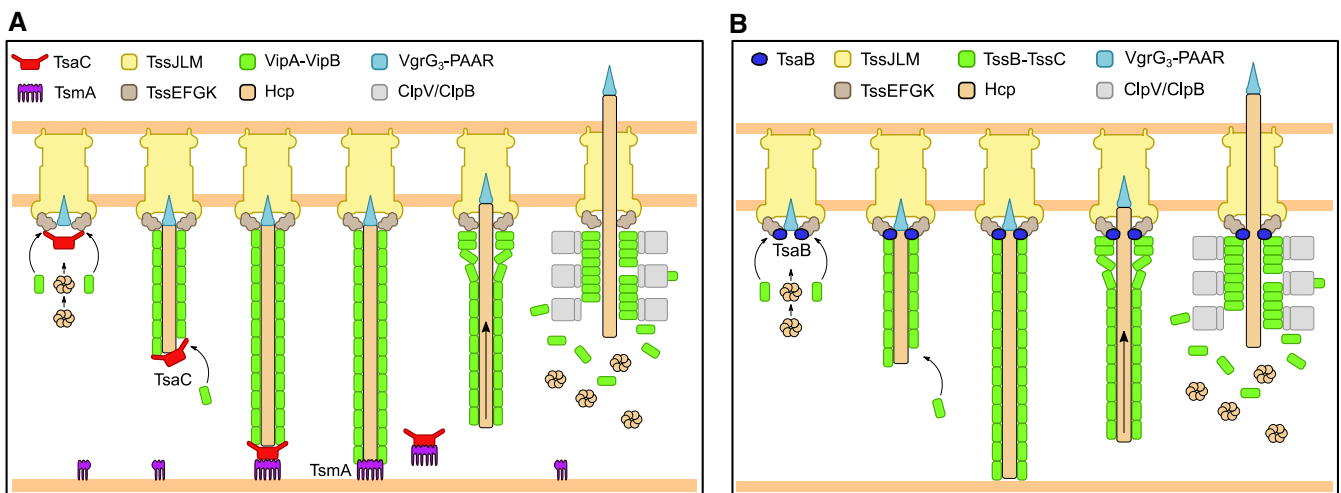 A
TsaC TssJLM VipA-VipB VgrG₃-PAAR
TsmA TssEFGK Hcp ClpV/ClpB
TsaC
TsmA
B
TsaB TssJLM TssB-TssC VgrG₃-PAAR
TssEFGK Hcp ClpV/ClpB
TsaB